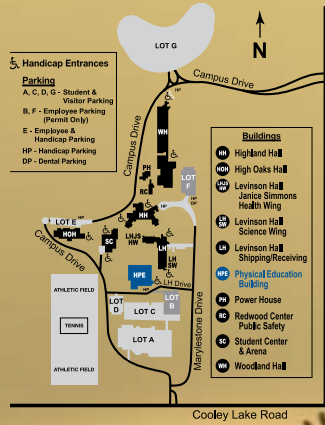 LOT G
N
Handicap Entrances
Parking
A, C, D, G - Student &
Visitor Parking
B, F - Employee Parking
(Permit Only)
E - Employee &
Handicap Parking
HP - Handicap Parking
DP - Dental Parking
Campus Drive
HP
Campus Drive
WH
PH
RC
LOT
F
HP
DP
HH
LOT E
HP
HOH
SC
LHJS
HW
LH
LH
SW
Campus Drive
HPE
HP
LH Drive
HP
LOT
D
LOT C
LOT
B
LOT A
Marylestone Drive
ATHLETIC FIELD
TENNIS
ATHLETIC FIELD
Buildings
HH Highland Hall
HOH High Oaks Hall
LHJS HW Levinson Hall
Janice Simmons
Health Wing
LH SW Levinson Hall
Science Wing
LH Levinson Hall
Shipping/Receiving
HPE Physical Education
Building
PH Power House
RC Redwood Center
Public Safety
SC Student Center
& Arena
WH Woodland Hall
Cooley Lake Road